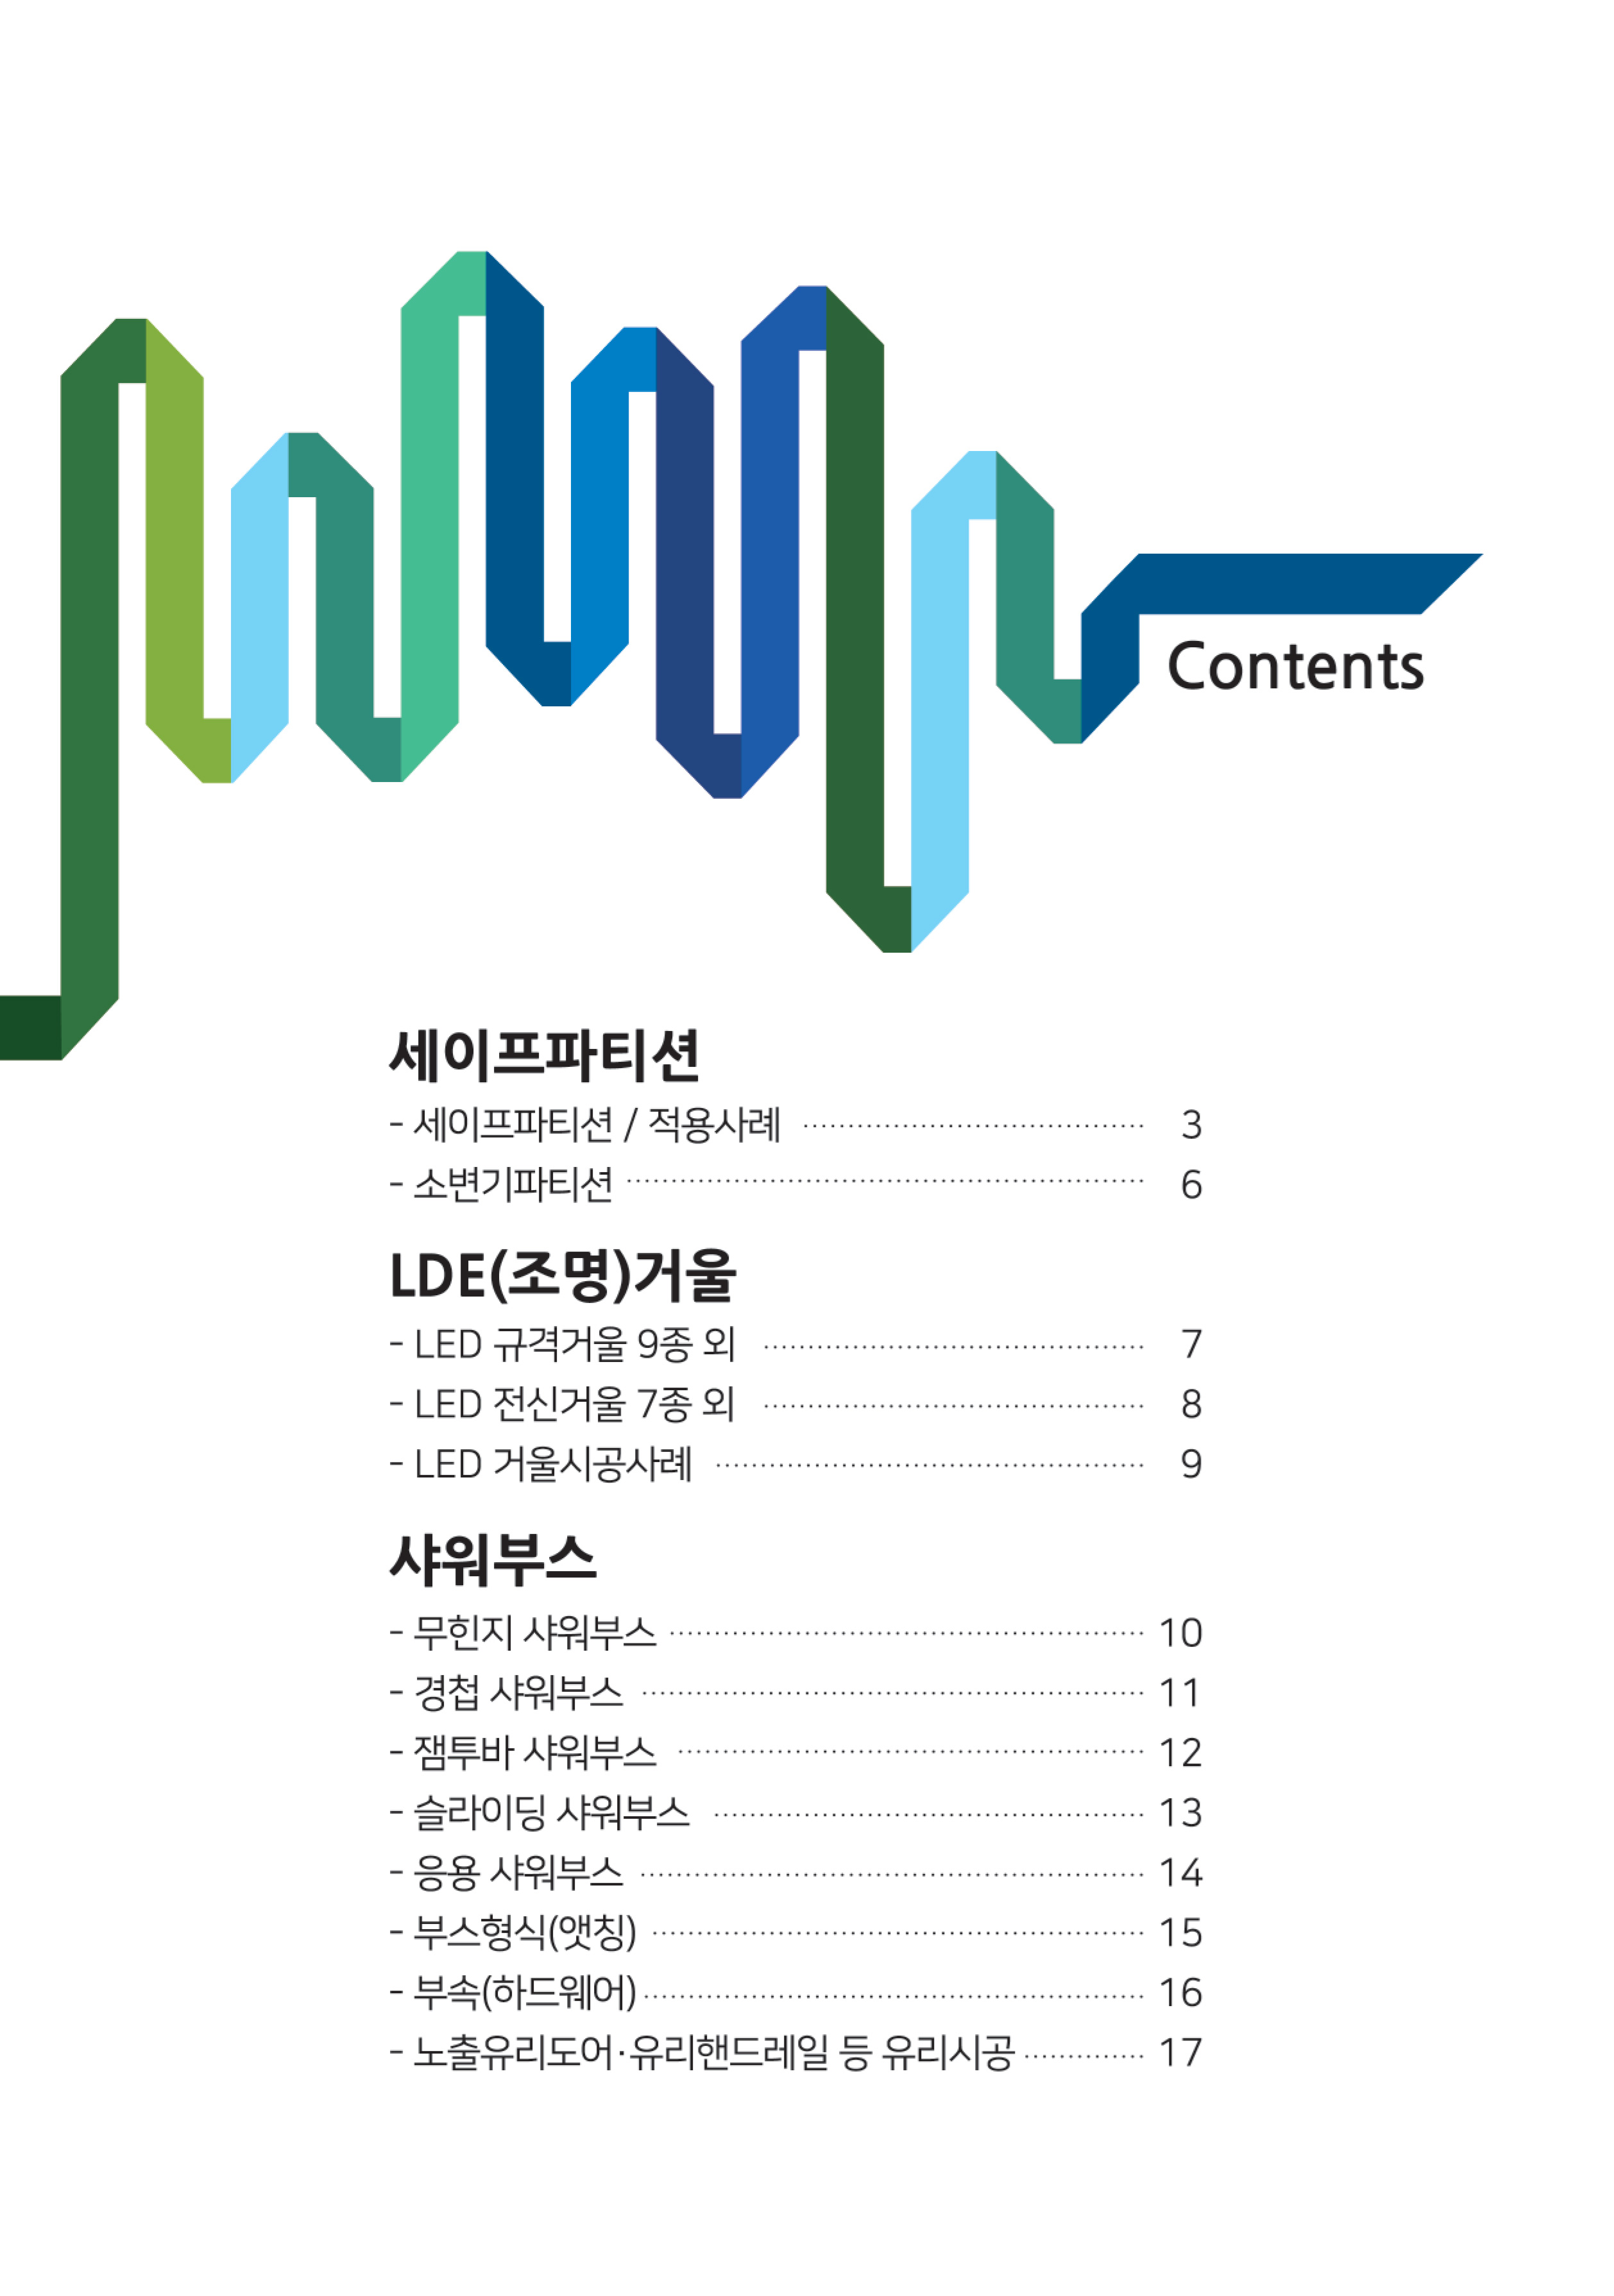 Contents
세이프파티션
- 세이프파티션 / 적용사례 3
- 소변기파티션 6
LDE(조명)거울
- LED 규격거울 9종 외 7
- LED 전신거울 7종 외 8
- LED 거울시공사례 9
샤워부스
- 무힌지 샤워부스 10
- 경첩 샤워부스 11
- 잼투바 샤워부스 12
- 슬라이딩 샤워부스 13
- 응용 샤워부스 14
- 부스형식(앳칭) 15
- 부속(하드웨어) 16
- 노출유리도어·유리핸드레일 등 유리시공 17